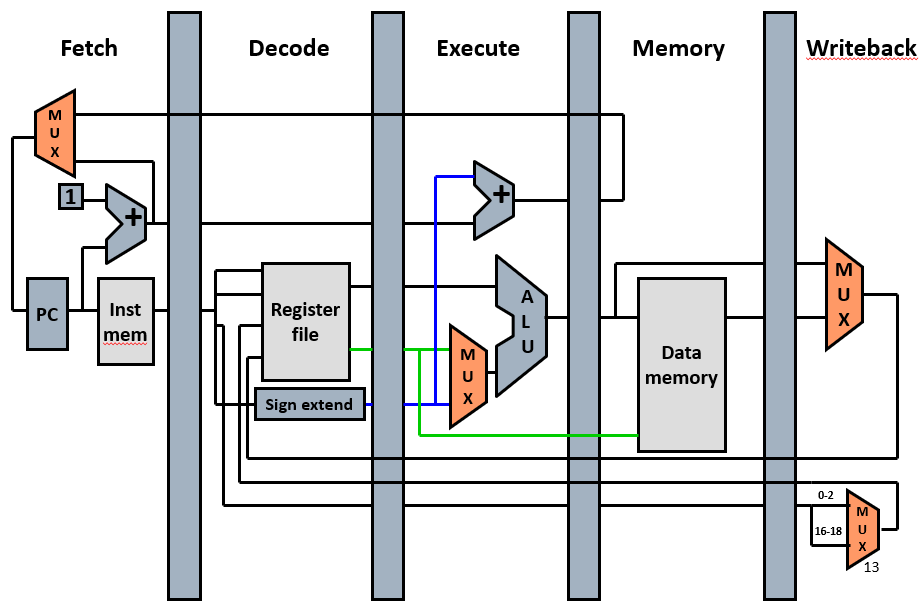 Fetch
Decode
Execute
Memory
Writeback
M
U
X
1
+
+
PC
Inst
mem
Register
file
Sign extend
M
U
X
A
L
U
Data
memory
M
U
X
0-2
16-18
M
U
X
13